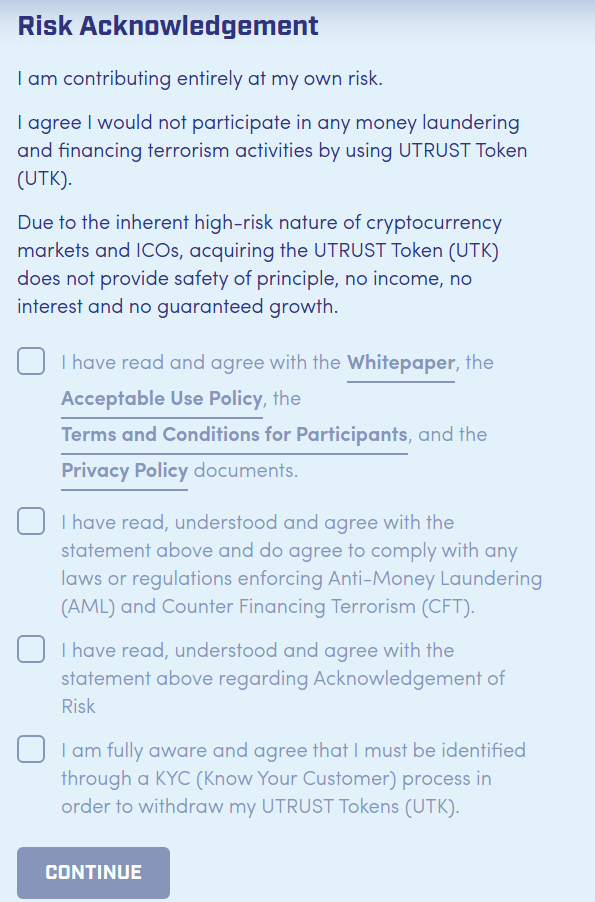 Risk Acknowledgement
I am contributing entirely at my own risk.
I agree I would not participate in any money laundering
and financing terrorism activities by using UTRUST Token
(UTK).
Due to the inherent high-risk nature of cryptocurrency
markets and ICOs, acquiring the UTRUST Token (UTK)
does not provide safety of principle, no income, no
interest and no guaranteed growth.
I have read and agree with the Whitepaper, the
Acceptable Use Policy, the
Terms and Conditions for Participants, and the
Privacy Policy documents.
I have read, understood and agree with the
statement above and do agree to comply with any
laws or regulations enforcing Anti-Money Laundering
(AML) and Counter Financing Terrorism (CFT).
I have read, understood and agree with the
statement above regarding Acknowledgement of
Risk
I am fully aware and agree that I must be identified
through a KYC (Know Your Customer) process in
order to withdraw my UTRUST Tokens (UTK).
CONTINUE